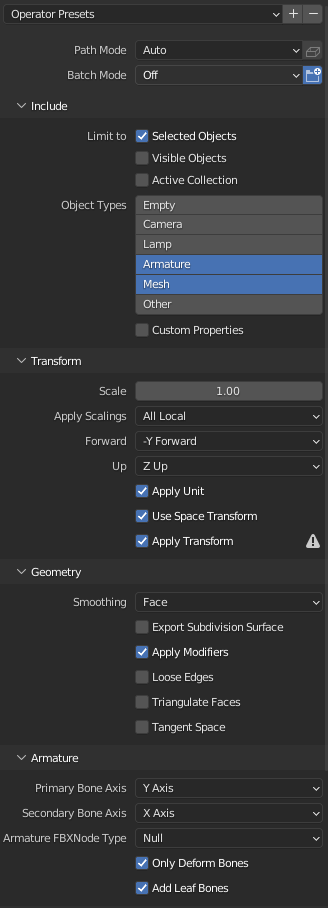 Operator Presets
Path Mode Auto
Batch Mode Off
Include
Limit to Selected Objects
Visible Objects
Active Collection
Object Types Empty
Camera
Lamp
Armature
Mesh
Other
Custom Properties
Transform
Scale 1.00
Apply Scalings All Local
Forward -Y Forward
Up Z Up
Apply Unit
Use Space Transform
Apply Transform
Geometry
Smoothing Face
Export Subdivision Surface
Apply Modifiers
Loose Edges
Triangulate Faces
Tangent Space
Armature
Primary Bone Axis Y Axis
Secondary Bone Axis X Axis
Armature FBXNode Type Null
Only Deform Bones
Add Leaf Bones